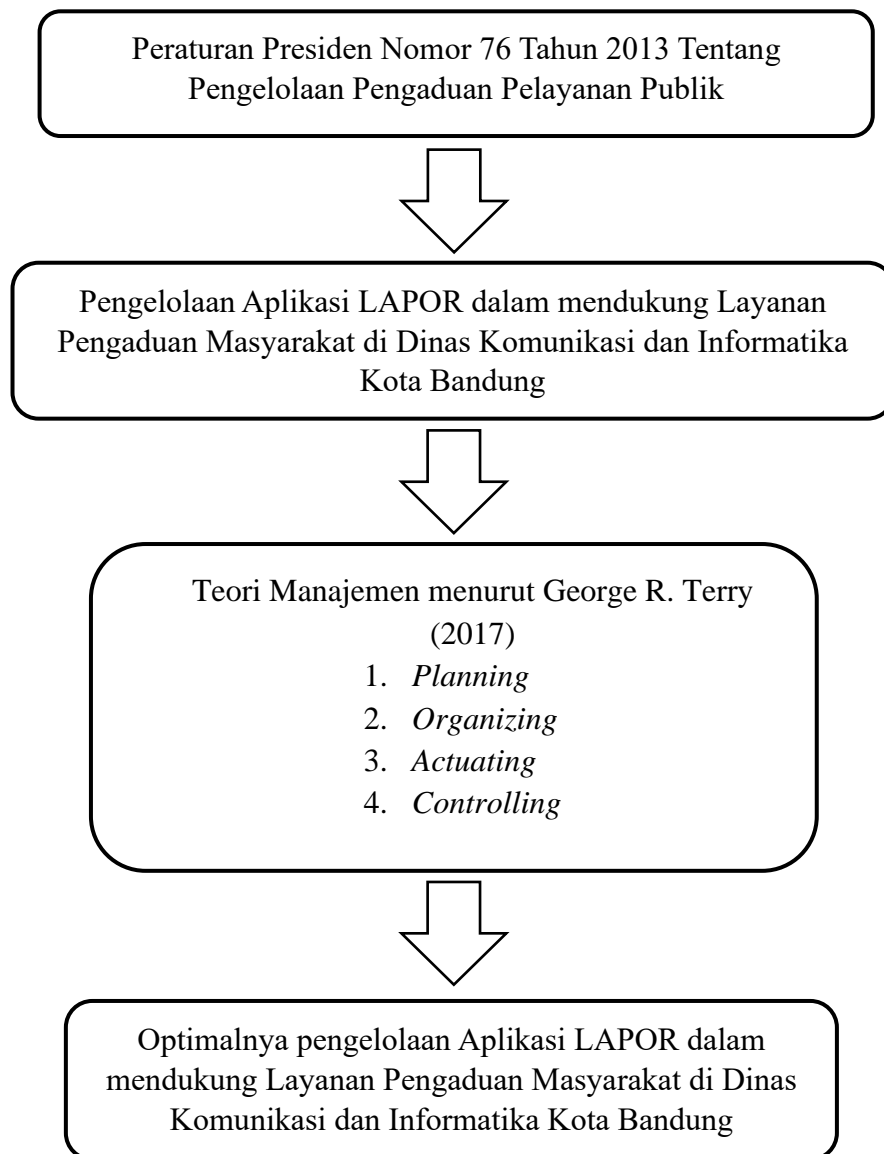 Peraturan Presiden Nomor 76 Tahun 2013 Tentang
Pengelolaan Pengaduan Pelayanan Publik
Pengelolaan Aplikasi LAPOR dalam mendukung Layanan
Pengaduan Masyarakat di Dinas Komunikasi dan Informatika
Kota Bandung
Teori Manajemen menurut George R. Terry
(2017)
1. Planning
2. Organizing
3. Actuating
4. Controlling
Optimalnya pengelolaan Aplikasi LAPOR dalam
mendukung Layanan Pengaduan Masyarakat di Dinas
Komunikasi dan Informatika Kota Bandung